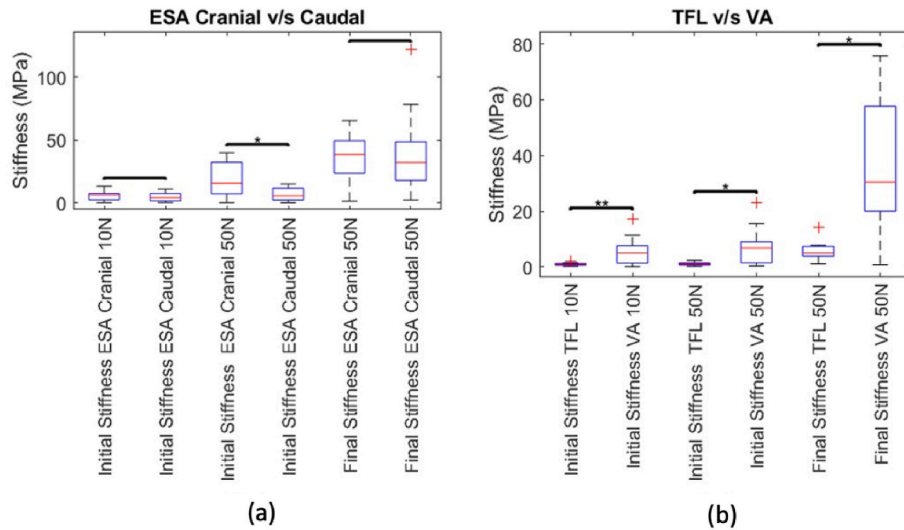 ESA Cranial v/s Caudal
Stiffness (MPa)
100
50
0
*
Initial Stiffness ESA Cranial 10N
Initial Stiffness ESA Caudal 10N
Initial Stiffness ESA Cranial 50N
Initial Stiffness ESA Caudal 50N
Final Stiffness ESA Cranial 50N
Final Stiffness ESA Caudal 50N
(a)
TFL v/s VA
Stiffness (MPa)
80
60
40
20
0
**
*
*
Initial Stiffness TFL 10N
Initial Stiffness VA 10N
Initial Stiffness TFL 50N
Initial Stiffness VA 50N
Final Stiffness TFL 50N
Final Stiffness VA 50N
(b)